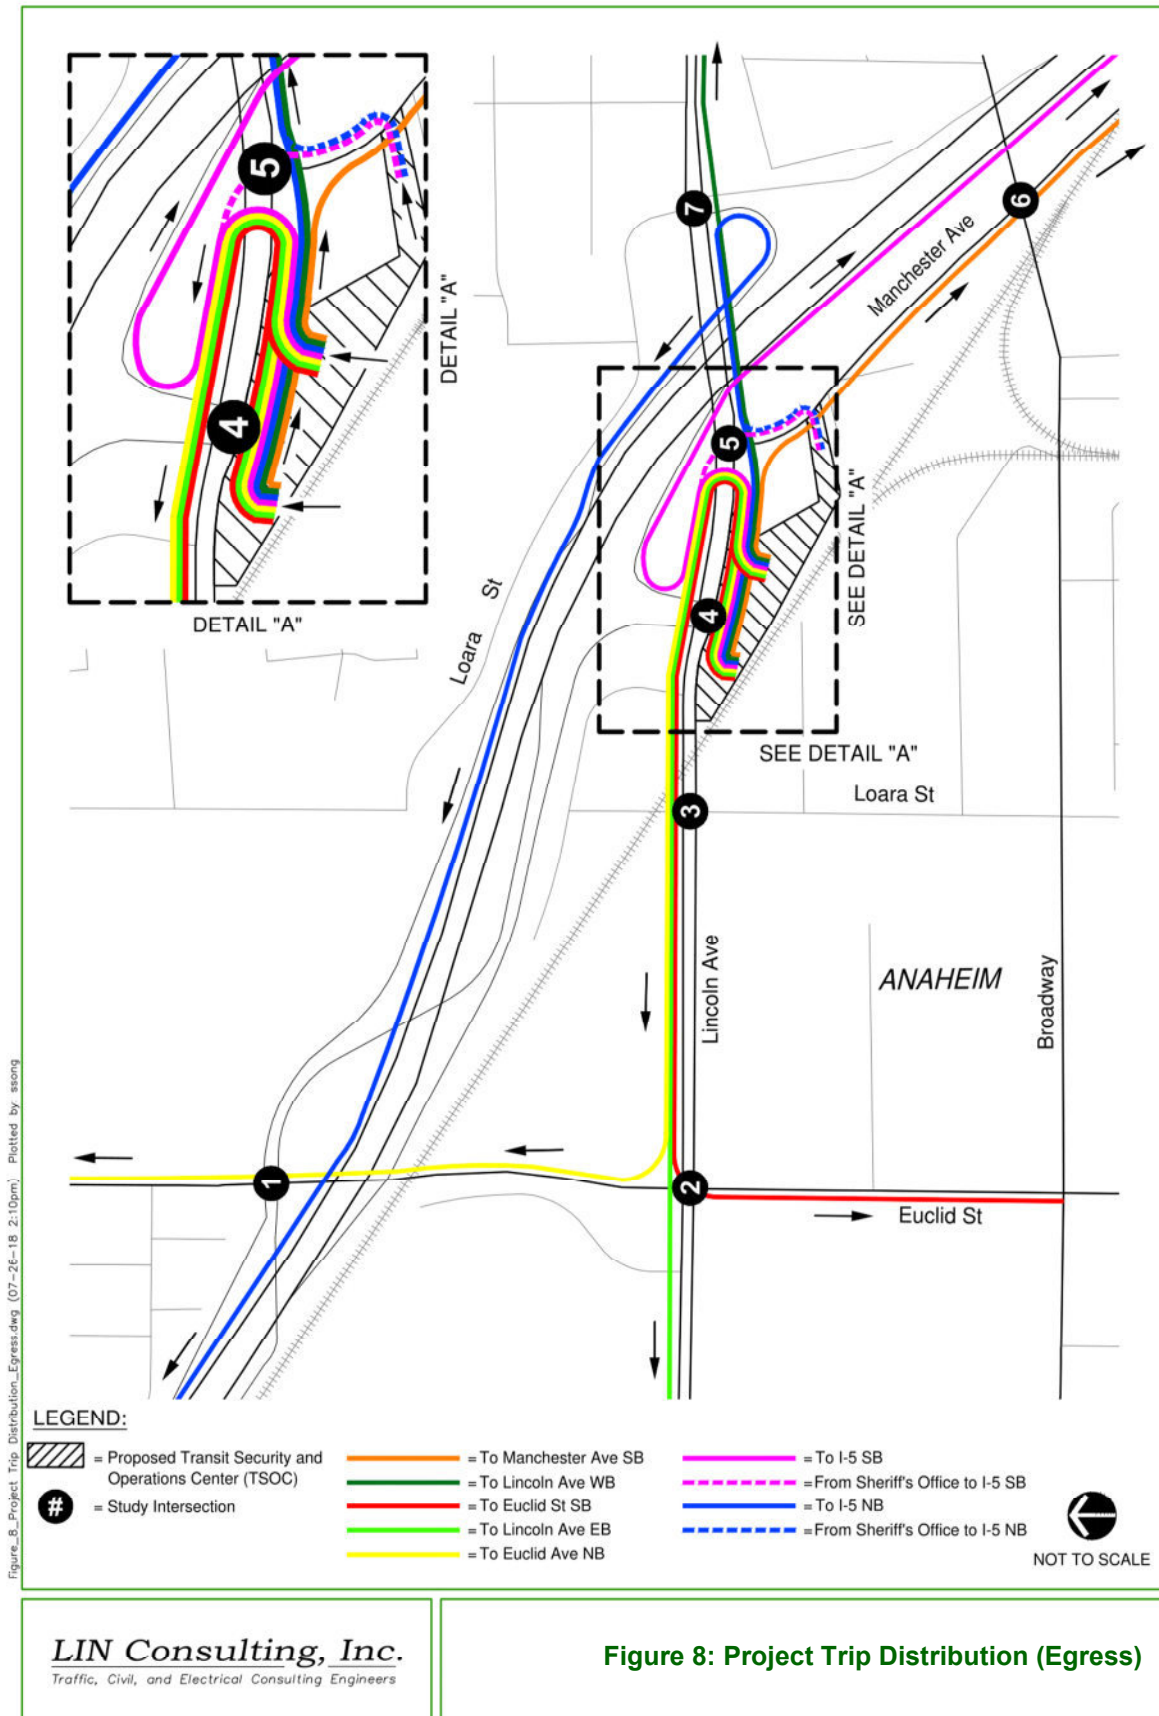 DETAIL "A"
DETAIL "A"
5
4
7
6
Manchester Ave
5
4
SEE DETAIL "A"
SEE DETAIL "A"
Loara St
3
Loara St
Lincoln Ave
ANAHEIM
Broadway
1
2
Euclid St
Figure_8_Project Trip Distribution_Egress.dwg (07-26-18 2:10pm) Plotted by ssong
LEGEND:
= Proposed Transit Security and
Operations Center (TSOC)
# = Study Intersection
= To Manchester Ave SB
= To Lincoln Ave WB
= To Euclid St SB
= To Lincoln Ave EB
= To Euclid Ave NB
= To I-5 SB
= From Sheriff's Office to I-5 SB
= To I-5 NB
= From Sheriff's Office to I-5 NB
NOT TO SCALE
LIN Consulting, Inc.
Traffic, Civil, and Electrical Consulting Engineers
Figure 8: Project Trip Distribution (Egress)